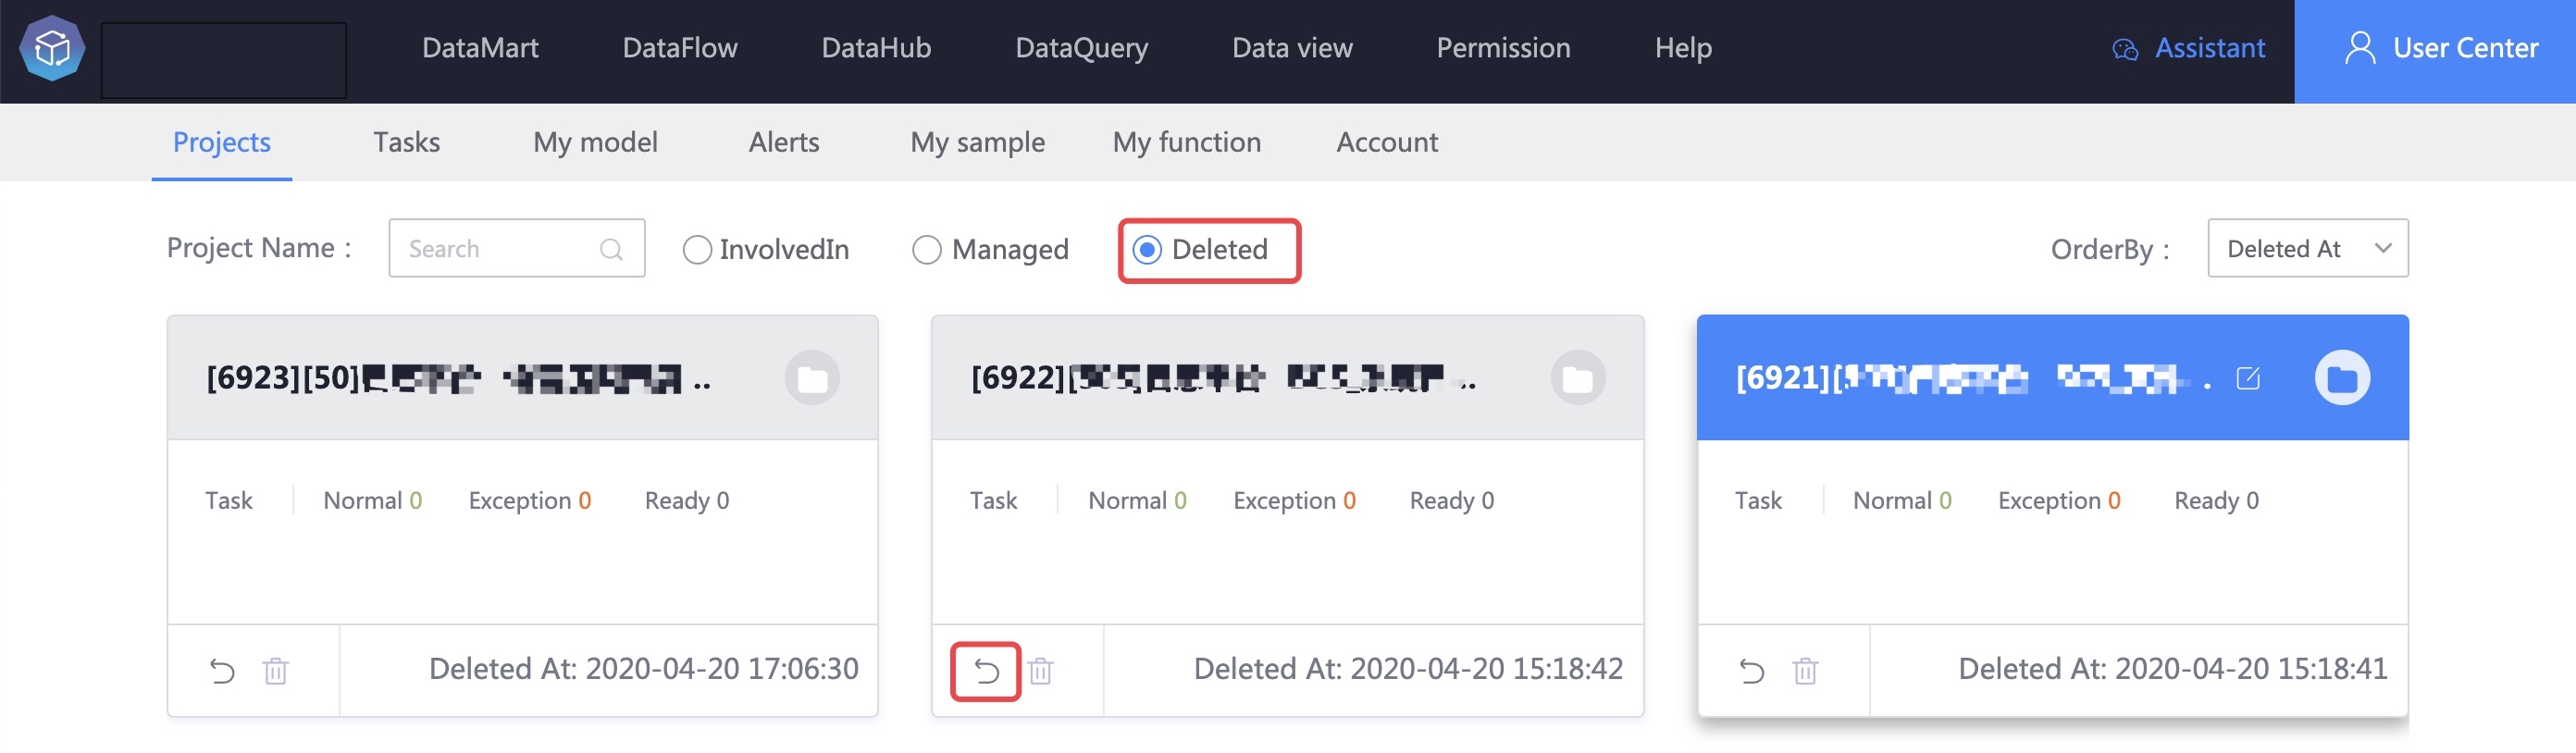 DataMart DataFlow DataHub DataQuery Data view Permission Help Assistant User Center
Projects Tasks My model Alerts My sample My function Account
Project Name : Search InvolvedIn Managed Deleted OrderBy : Deleted At
[6923][50] .. [6922][ .. [6921][ .
Task Normal 0 Exception 0 Ready 0 Task Normal 0 Exception 0 Ready 0 Task Normal 0 Exception 0 Ready 0
Deleted At: 2020-04-20 17:06:30 Deleted At: 2020-04-20 15:18:42 Deleted At: 2020-04-20 15:18:41